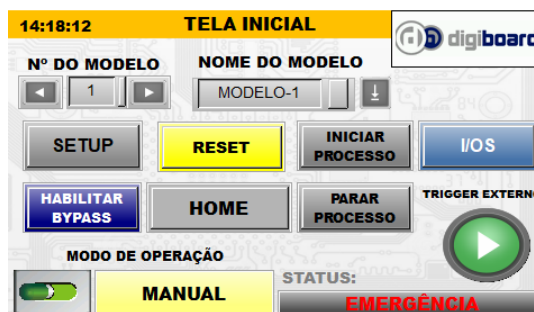 14:18:12 TELA INICIAL
digiboard
Nº DO MODELO NOME DO MODELO
1 MODELO-1
SETUP RESET INICIAR PROCESSO I/OS
HABILITAR BYPASS HOME PARAR PROCESSO TRIGGER EXTERNO
MODO DE OPERAÇÃO
MANUAL
STATUS:
EMERGÊNCIA